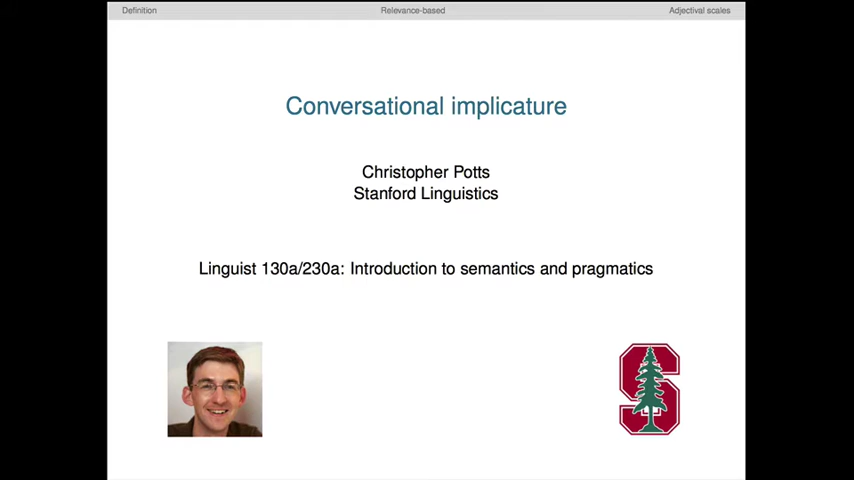 Definition Relevance-based Adjectival scales
Conversational implicature
Christopher Potts
Stanford Linguistics
Linguist 130a/230a: Introduction to semantics and pragmatics
S